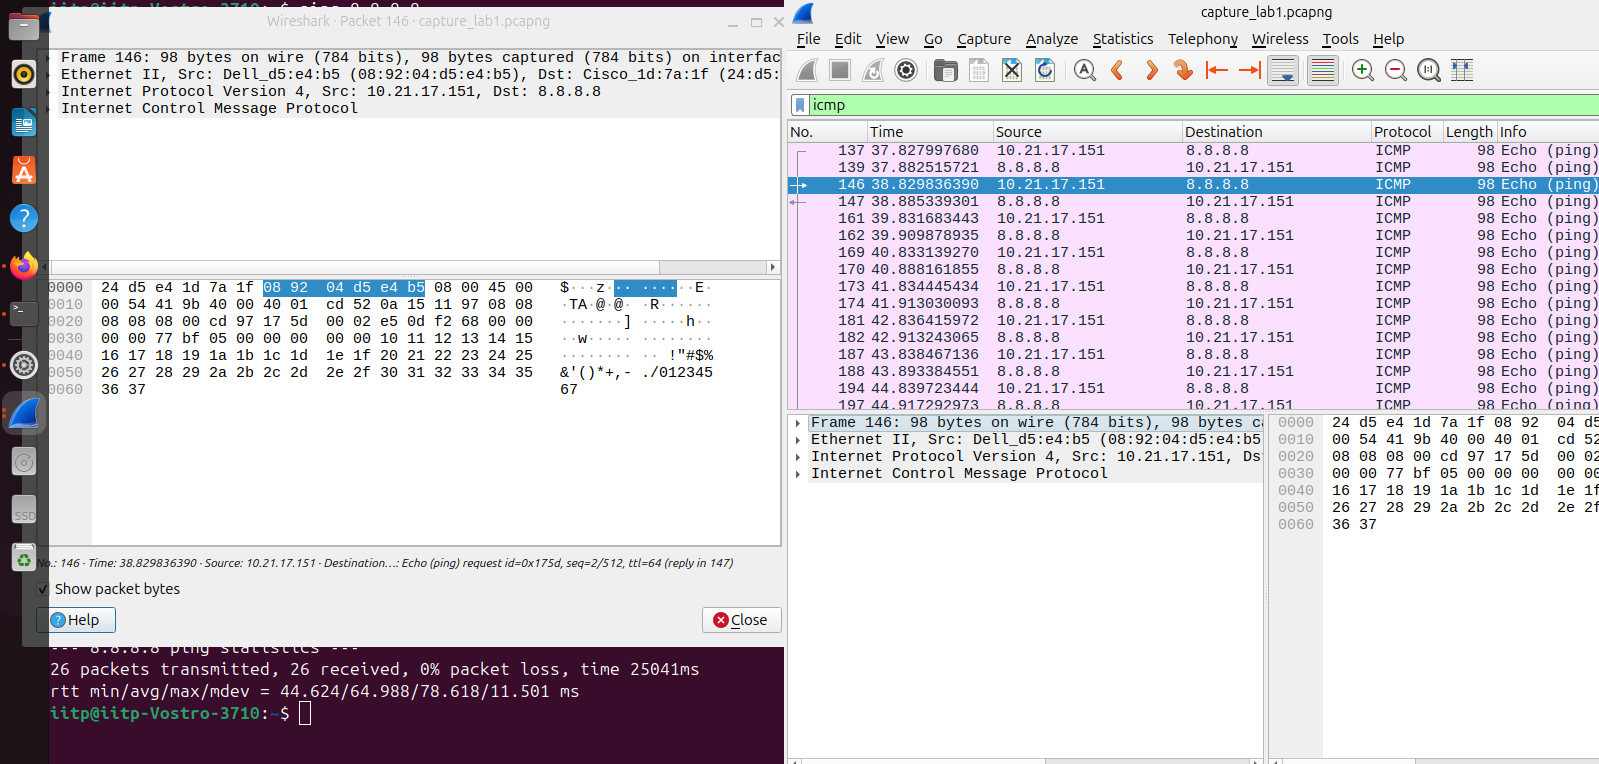 Wireshark · Packet 146 · capture_lab1.pcapng
Frame 146: 98 bytes on wire (784 bits), 98 bytes captured (784 bits) on interfac
Ethernet II, Src: Dell_d5:e4:b5 (08:92:04:d5:e4:b5), Dst: Cisco_1d:7a:1f (24:d5:
Internet Protocol Version 4, Src: 10.21.17.151, Dst: 8.8.8.8
Internet Control Message Protocol
0000 24 d5 e4 1d 7a 1f 08 92 04 d5 e4 b5 08 00 45 00 $···z··· ······E·
0010 00 54 41 9b 40 00 40 01 cd 52 0a 15 11 97 08 08 ·TA·@·@· ·R······
0020 08 08 08 00 cd 97 17 5d 00 02 e5 0d f2 68 00 00 ·······] ·····h··
0030 00 00 77 bf 05 00 00 00 00 00 10 11 12 13 14 15 ··w····· ········
0040 16 17 18 19 1a 1b 1c 1d 1e 1f 20 21 22 23 24 25 ········ ·· !"#$%
0050 26 27 28 29 2a 2b 2c 2d 2e 2f 30 31 32 33 34 35 &'()*+,- ./012345
0060 36 37 67
No.: 146 · Time: 38.829836390 · Source: 10.21.17.151 · Destination…: Echo (ping) request id=0x175d, seq=2/512, ttl=64 (reply in 147)
Show packet bytes
Help
Close
SSD
--- 8.8.8.8 ping statistics ---
26 packets transmitted, 26 received, 0% packet loss, time 25041ms
rtt min/avg/max/mdev = 44.624/64.988/78.618/11.501 ms
iitp@iitp-Vostro-3710:~$
capture_lab1.pcapng
File Edit View Go Capture Analyze Statistics Telephony Wireless Tools Help
icmp
No. Time Source Destination Protocol Length Info
137 37.827997680 10.21.17.151 8.8.8.8 ICMP 98 Echo (ping)
139 37.882515721 8.8.8.8 10.21.17.151 ICMP 98 Echo (ping)
146 38.829836390 10.21.17.151 8.8.8.8 ICMP 98 Echo (ping)
147 38.885339301 8.8.8.8 10.21.17.151 ICMP 98 Echo (ping)
161 39.831683443 10.21.17.151 8.8.8.8 ICMP 98 Echo (ping)
162 39.909878935 8.8.8.8 10.21.17.151 ICMP 98 Echo (ping)
169 40.833139270 10.21.17.151 8.8.8.8 ICMP 98 Echo (ping)
170 40.888161855 8.8.8.8 10.21.17.151 ICMP 98 Echo (ping)
173 41.834445434 10.21.17.151 8.8.8.8 ICMP 98 Echo (ping)
174 41.913030093 8.8.8.8 10.21.17.151 ICMP 98 Echo (ping)
181 42.836415972 10.21.17.151 8.8.8.8 ICMP 98 Echo (ping)
182 42.913243065 8.8.8.8 10.21.17.151 ICMP 98 Echo (ping)
187 43.838467136 10.21.17.151 8.8.8.8 ICMP 98 Echo (ping)
188 43.893384551 8.8.8.8 10.21.17.151 ICMP 98 Echo (ping)
194 44.839723444 10.21.17.151 8.8.8.8 ICMP 98 Echo (ping)
197 44.917292973 8.8.8.8 10.21.17.151 ICMP 98 Echo (ping)
Frame 146: 98 bytes on wire (784 bits), 98 bytes ca
Ethernet II, Src: Dell_d5:e4:b5 (08:92:04:d5:e4:b5
Internet Protocol Version 4, Src: 10.21.17.151, Ds
Internet Control Message Protocol
0000 24 d5 e4 1d 7a 1f 08 92 04 d5
0010 00 54 41 9b 40 00 40 01 cd 52
0020 08 08 08 00 cd 97 17 5d 00 02
0030 00 00 77 bf 05 00 00 00 00 00
0040 16 17 18 19 1a 1b 1c 1d 1e 1f
0050 26 27 28 29 2a 2b 2c 2d 2e 2f
0060 36 37